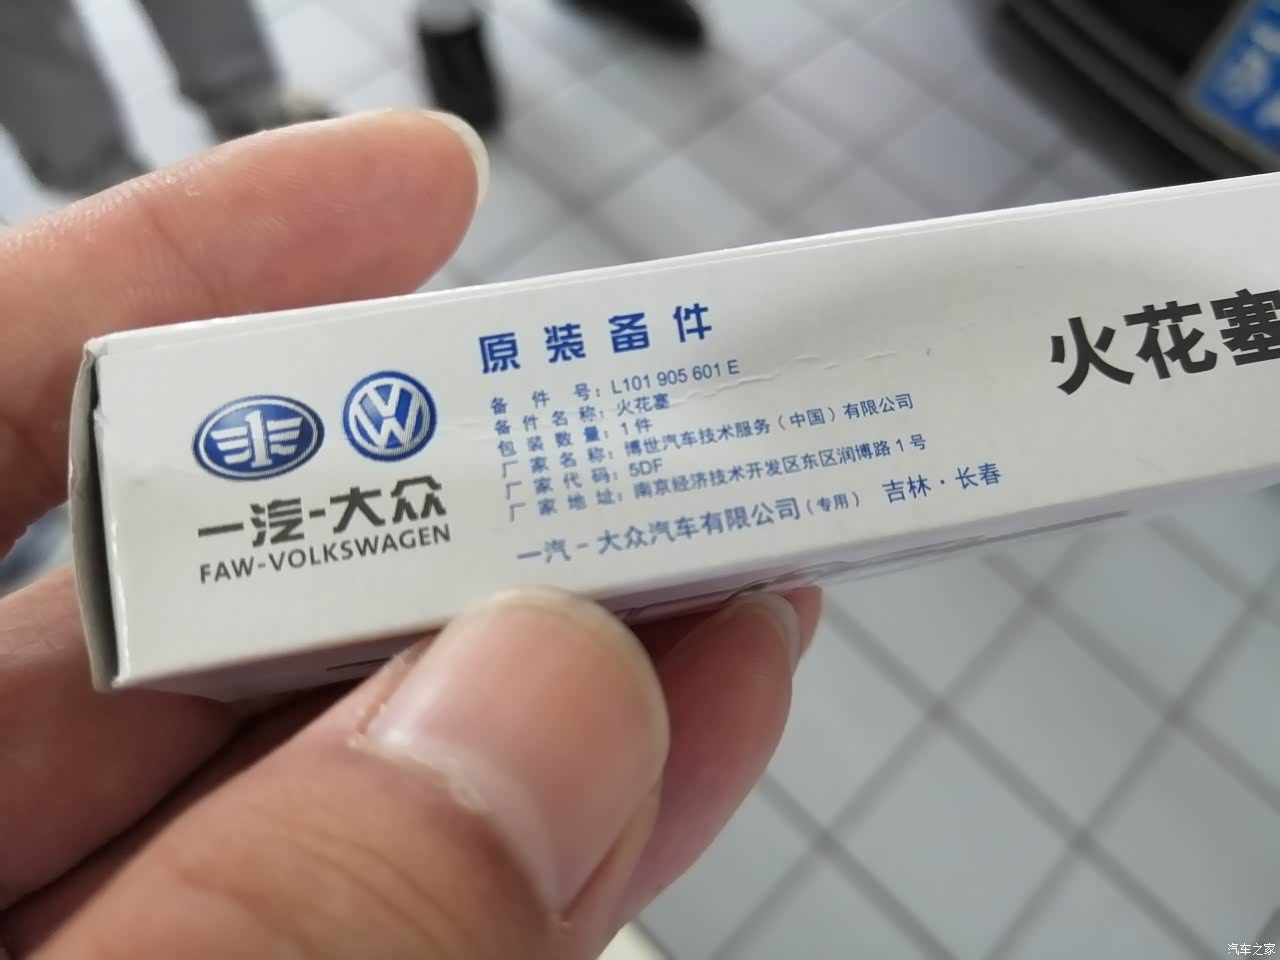 原装备件
备件号：L101 905 601 E
备件名称：火花塞
包装数量：1件
厂家名称：博世汽车技术服务（中国）有限公司
厂家代码：5DF
厂家地址：南京经济技术开发区东区润博路1号
一汽-大众汽车有限公司（专用） 吉林·长春
一汽-大众
FAW-VOLKSWAGEN
火花塞
汽车之家